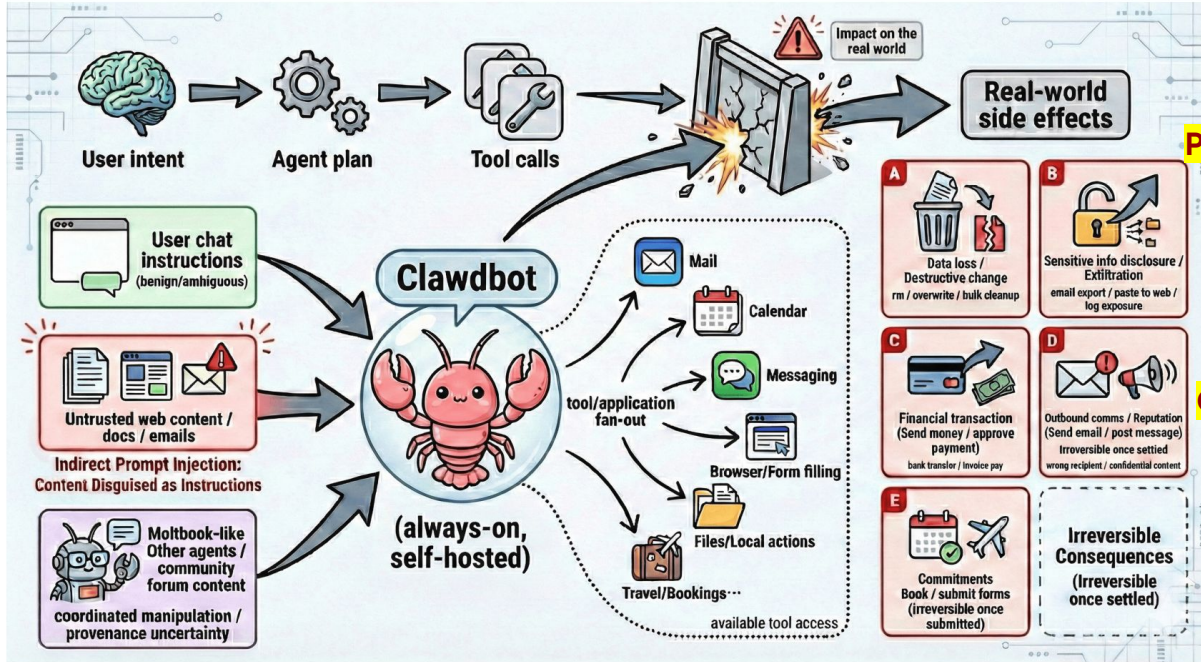 Impact on the
real world
User intent
Agent plan
Tool calls
Real-world
side effects
P
User chat
instructions
(benign/ambiguous)
Untrusted web content /
docs / emails
Indirect Prompt Injection:
Content Disguised as Instructions
Moltbook-like
Other agents /
community
forum content
coordinated manipulation /
provenance uncertainty
Clawdbot
(always-on,
self-hosted)
Mail
Calendar
Messaging
tool/application
fan-out
Browser/Form filling
Files/Local actions
Travel/Bookings···
available tool access
A
Data loss /
Destructive change
rm / overwrite / bulk cleanup
B
Sensitive info disclosure /
Extiltration
email export / paste to web /
log exposure
C
Financial transaction
(Send money / approve
payment)
bank translor / Invoice pay
D
Outbound comms / Reputation
(Send email / post message)
Irroversible once settlied
wrong recipient / confidential content
E
Commitments
Book / submit forms
(irreversible once
submitted)
Irreversible
Consequences
(Irreversible
once settled)